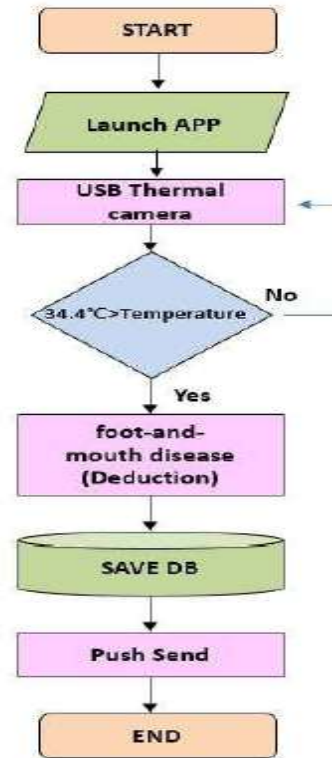 START
Launch APP
USB Thermal
camera
34.4°C>Temperature
No
Yes
foot-and-
mouth disease
(Deduction)
SAVE DB
Push Send
END